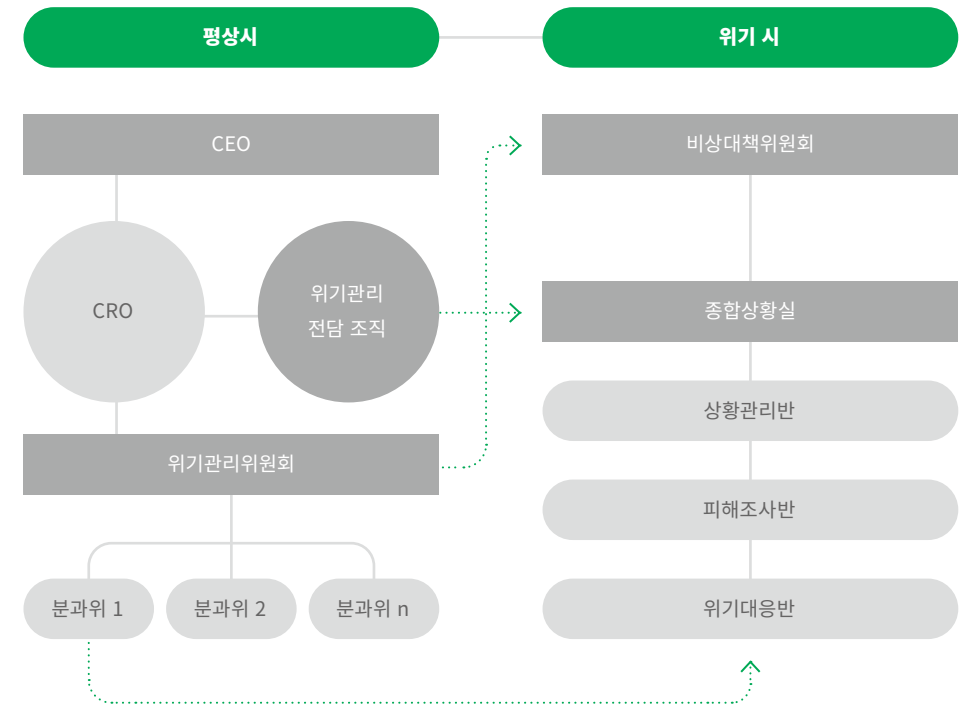 평상시
위기 시
CEO
CRO
위기관리
전담 조직
위기관리위원회
분과위 1
분과위 2
분과위 n
비상대책위원회
종합상황실
상황관리반
피해조사반
위기대응반